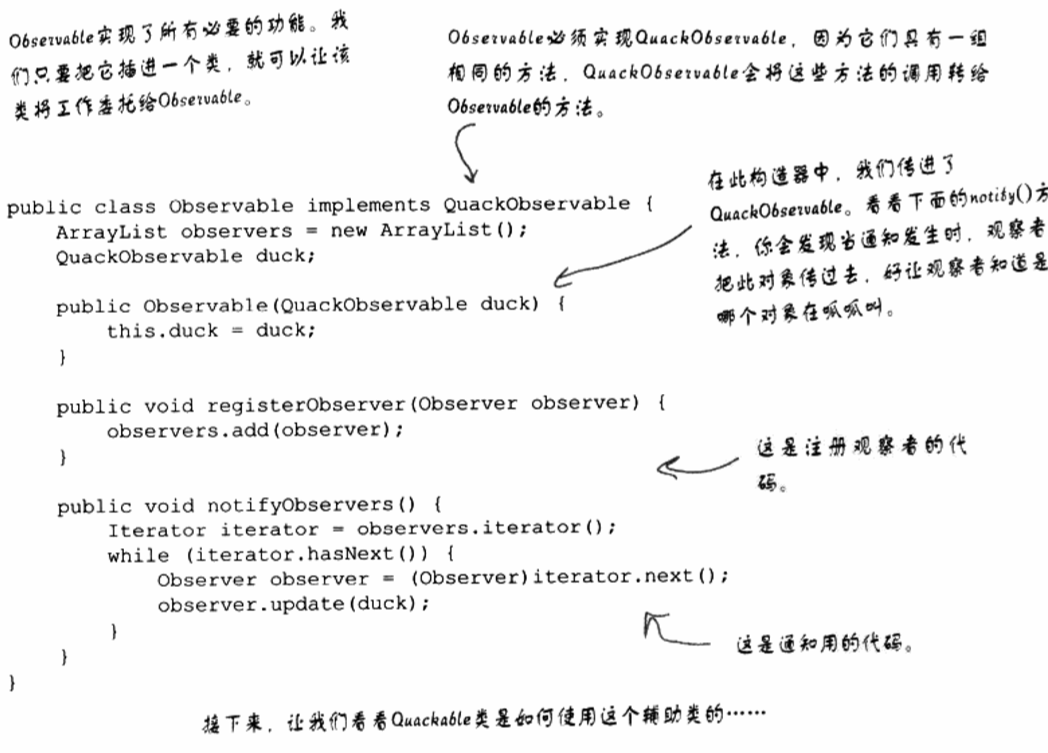 Observable实现了所有必要的功能。我
们只要把它插进一个类，就可以让该
类将工作委托给Observable。
Observable必须实现QuackObservable，因为它们具有一组
相同的方法，QuackObservable会将这些方法的调用转给
Observable的方法。
在此构造器中，我们传进了
QuackObservable。看看下面的notify()方
法，你会发现当通知发生时，观察者
把此对象传过去，好让观察者知道是
哪个对象在呱呱叫。
public class Observable implements QuackObservable {
    ArrayList observers = new ArrayList();
    QuackObservable duck;
    public Observable(QuackObservable duck) {
        this.duck = duck;
    }
    public void registerObserver(Observer observer) {
        observers.add(observer);
    }
这是注册观察者的代
码。
    public void notifyObservers() {
        Iterator iterator = observers.iterator();
        while (iterator.hasNext()) {
            Observer observer = (Observer)iterator.next();
            observer.update(duck);
        }
    }
}
这是通知用的代码。
接下来，让我们看看Quackable类是如何使用这个辅助类的……